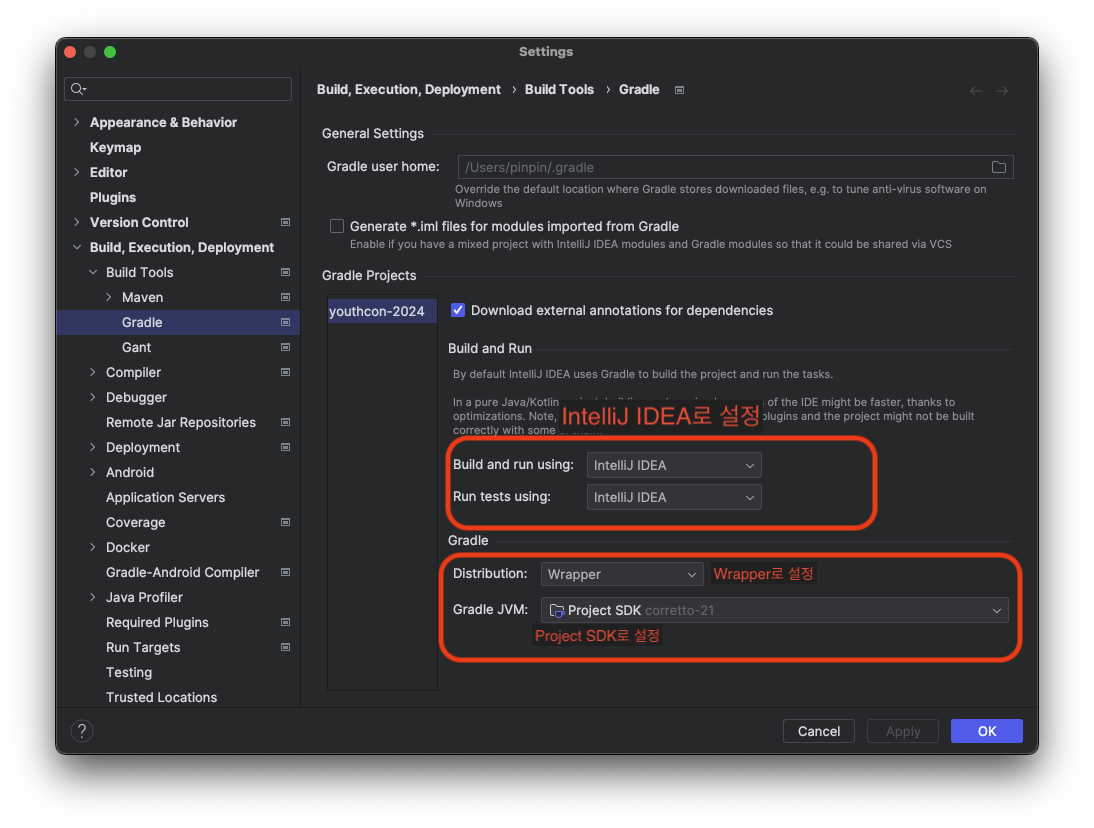 Settings
Build, Execution, Deployment › Build Tools › Gradle
Appearance & Behavior
Keymap
Editor
Plugins
Version Control
Build, Execution, Deployment
Build Tools
Maven
Gradle
Gant
Compiler
Debugger
Remote Jar Repositories
Deployment
Android
Application Servers
Coverage
Docker
Gradle-Android Compiler
Java Profiler
Required Plugins
Run Targets
Testing
Trusted Locations
General Settings
Gradle user home: /Users/pinpin/.gradle
Override the default location where Gradle stores downloaded files, e.g. to tune anti-virus software on
Windows
Generate *.iml files for modules imported from Gradle
Enable if you have a mixed project with IntelliJ IDEA modules and Gradle modules so that it could be shared via VCS
Gradle Projects
youthcon-2024
Download external annotations for dependencies
Build and Run
By default IntelliJ IDEA uses Gradle to build the project and run the tasks.
In a pure Java/Kotlin of the IDE might be faster, thanks to
optimizations. Note, plugins and the project might not be built
correctly with some
IntelliJ IDEA로 설정
Build and run using: IntelliJ IDEA
Run tests using: IntelliJ IDEA
Gradle
Distribution: Wrapper Wrapper로 설정
Gradle JVM: Project SDK corretto-21
Project SDK로 설정
? Cancel Apply OK